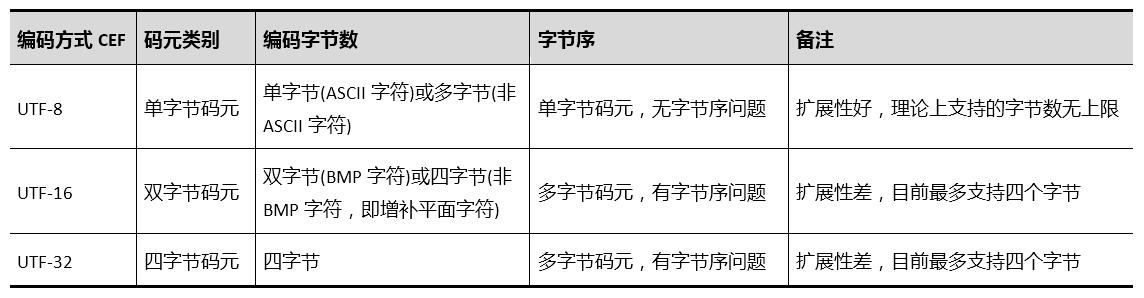 编码方式 CEF 码元类别 编码字节数 字节序 备注
UTF-8 单字节码元 单字节(ASCII 字符)或多字节(非
ASCII 字符) 单字节码元，无字节序问题 扩展性好，理论上支持的字节数无上限
UTF-16 双字节码元 双字节(BMP 字符)或四字节(非
BMP 字符，即增补平面字符) 多字节码元，有字节序问题 扩展性差，目前最多支持四个字节
UTF-32 四字节码元 四字节 多字节码元，有字节序问题 扩展性差，目前最多支持四个字节